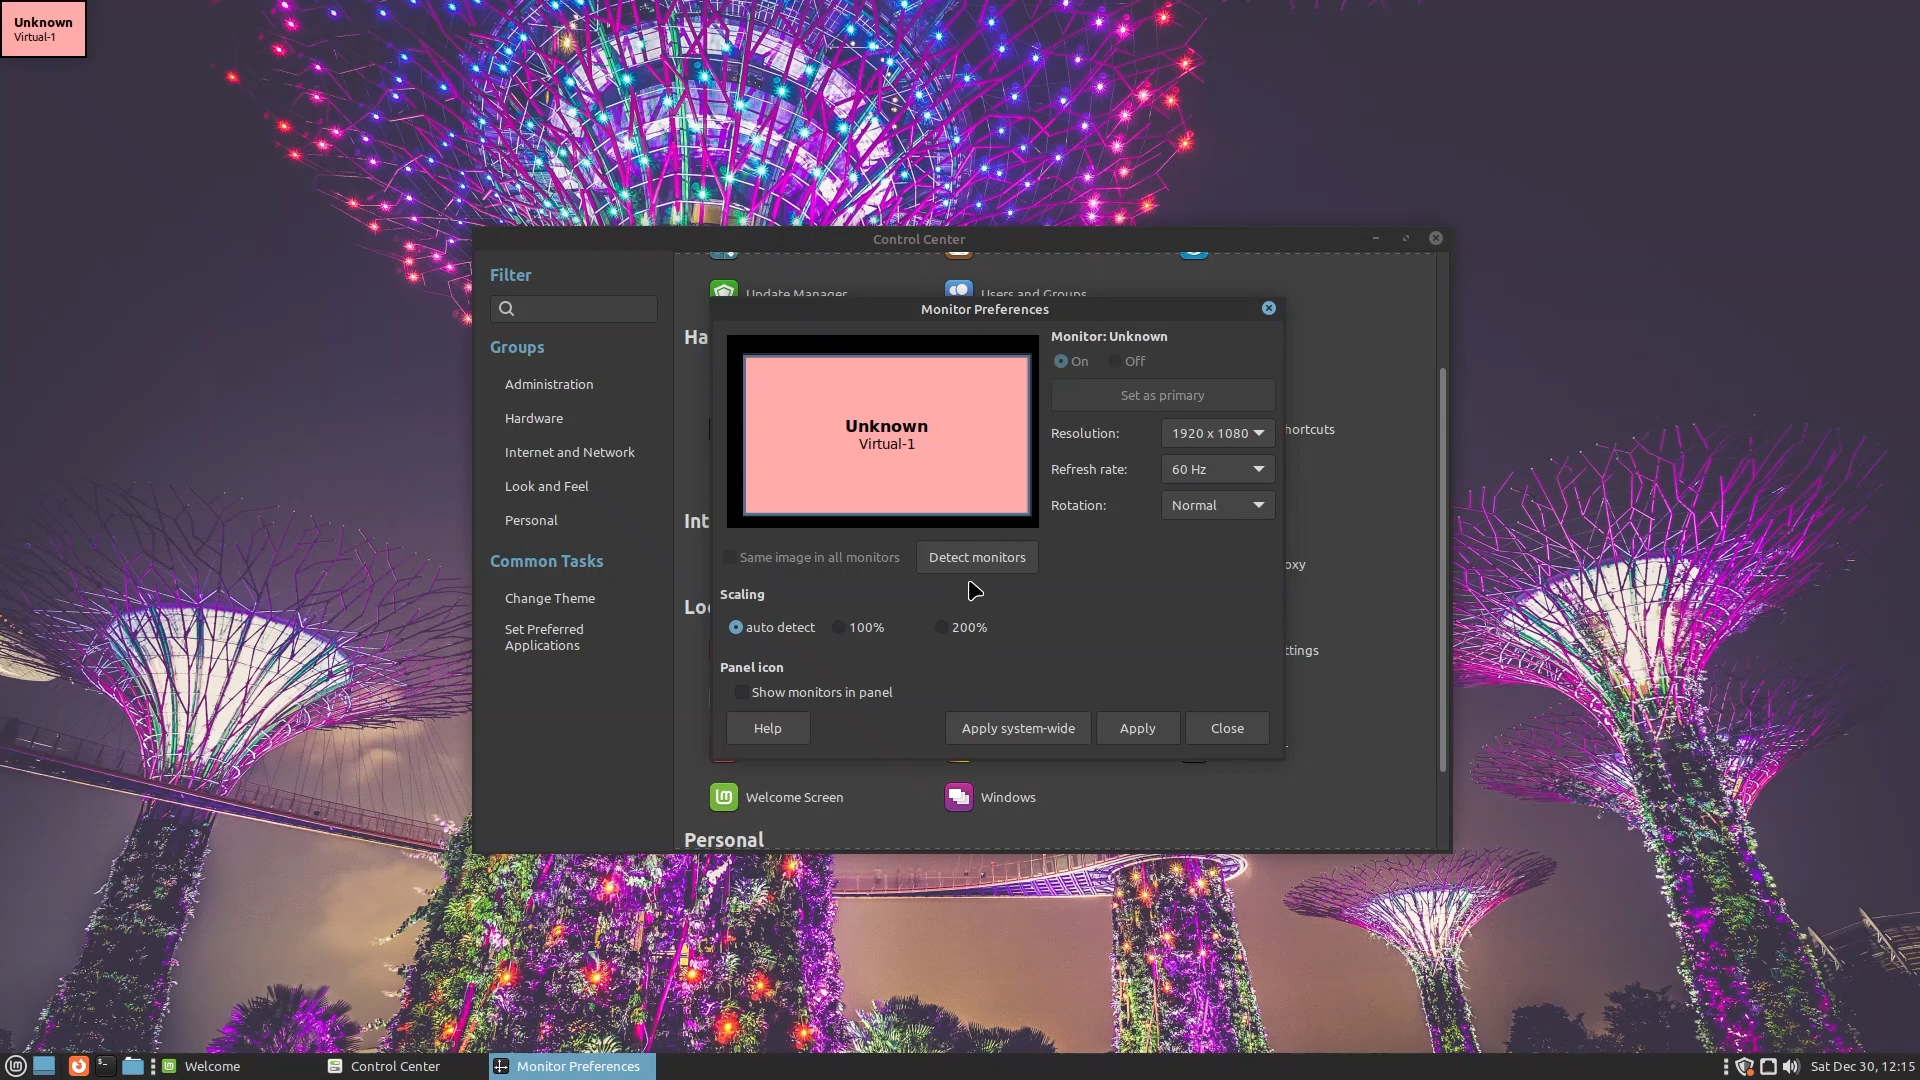 Unknown
Virtual-1
Control Center
Filter
Groups
Administration
Hardware
Internet and Network
Look and Feel
Personal
Common Tasks
Change Theme
Set Preferred
Applications
Update Manager
Users and Groups
Ha
hortcuts
Int
oxy
Lo
ttings
Welcome Screen
Windows
Personal
Monitor Preferences
Unknown
Virtual-1
Monitor: Unknown
On Off
Set as primary
Resolution: 1920 x 1080
Refresh rate: 60 Hz
Rotation: Normal
Same image in all monitors Detect monitors
Scaling
auto detect 100% 200%
Panel icon
Show monitors in panel
Help Apply system-wide Apply Close
Welcome Control Center Monitor Preferences Sat Dec 30, 12:15